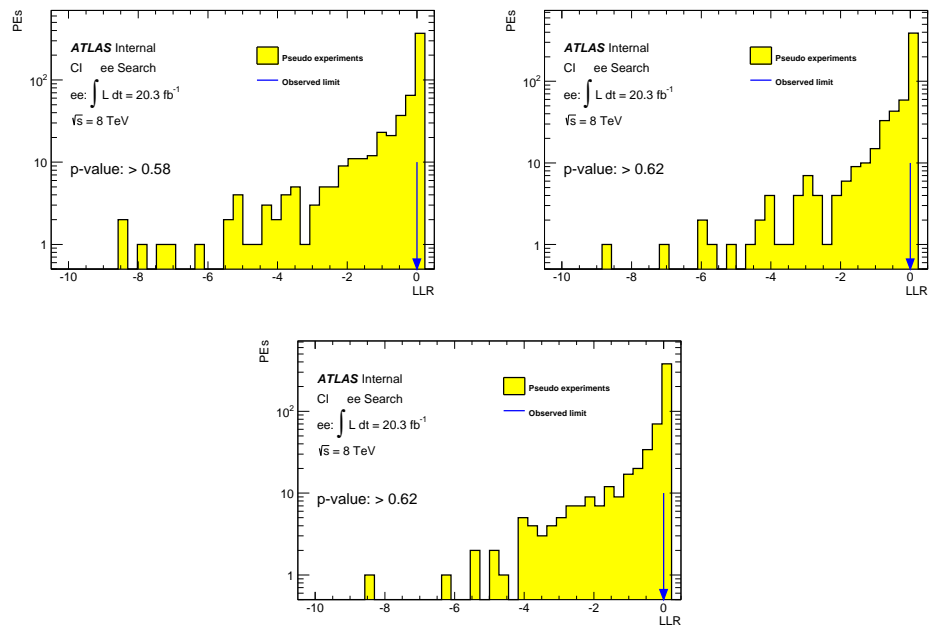 PEs
ATLAS Internal
CI ee Search
ee: ∫ L dt = 20.3 fb⁻¹
√s = 8 TeV
p-value: > 0.58
Pseudo experiments
Observed limit
10²
10
1
-10 -8 -6 -4 -2 0
LLR
PEs
ATLAS Internal
CI ee Search
ee: ∫ L dt = 20.3 fb⁻¹
√s = 8 TeV
p-value: > 0.62
Pseudo experiments
Observed limit
10²
10
1
-10 -8 -6 -4 -2 0
LLR
PEs
ATLAS Internal
CI ee Search
ee: ∫ L dt = 20.3 fb⁻¹
√s = 8 TeV
p-value: > 0.62
Pseudo experiments
Observed limit
10²
10
1
-10 -8 -6 -4 -2 0
LLR